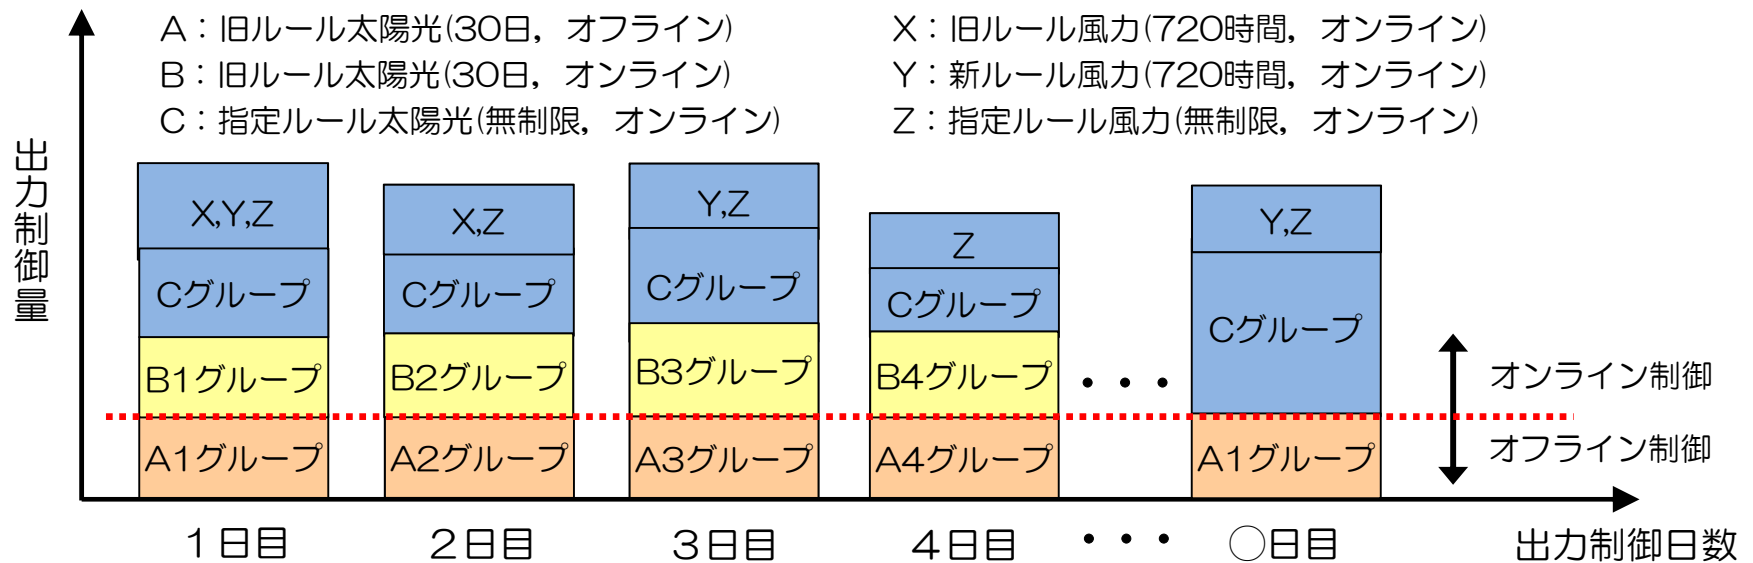 A：旧ルール太陽光(30日，オフライン)
B：旧ルール太陽光(30日，オンライン)
C：指定ルール太陽光(無制限，オンライン)
X：旧ルール風力(720時間，オンライン)
Y：新ルール風力(720時間，オンライン)
Z：指定ルール風力(無制限，オンライン)
出力制御量
X,Y,Z
Cグループ
B1グループ
A1グループ
X,Z
Cグループ
B2グループ
A2グループ
Y,Z
Cグループ
B3グループ
A3グループ
Z
Cグループ
B4グループ
A4グループ
・・・
Y,Z
Cグループ
A1グループ
オンライン制御
オフライン制御
1日目 2日目 3日目 4日目 ・・・ ○日目 出力制御日数